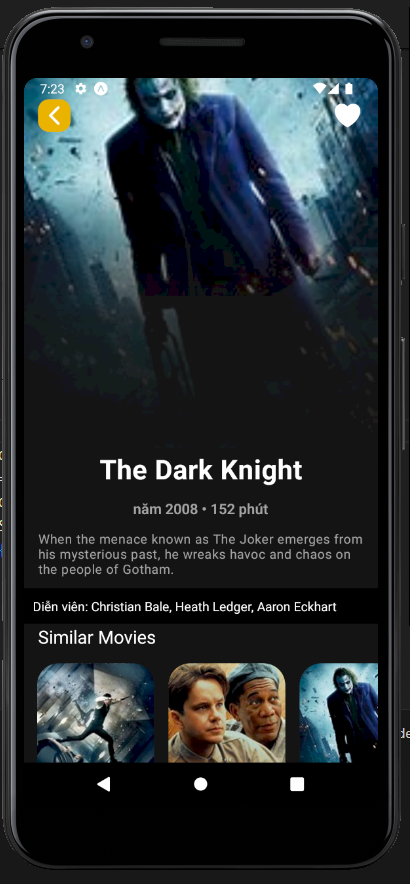 7:23
The Dark Knight
năm 2008 • 152 phút
When the menace known as The Joker emerges from
his mysterious past, he wreaks havoc and chaos on
the people of Gotham.
Diễn viên: Christian Bale, Heath Ledger, Aaron Eckhart
Similar Movies